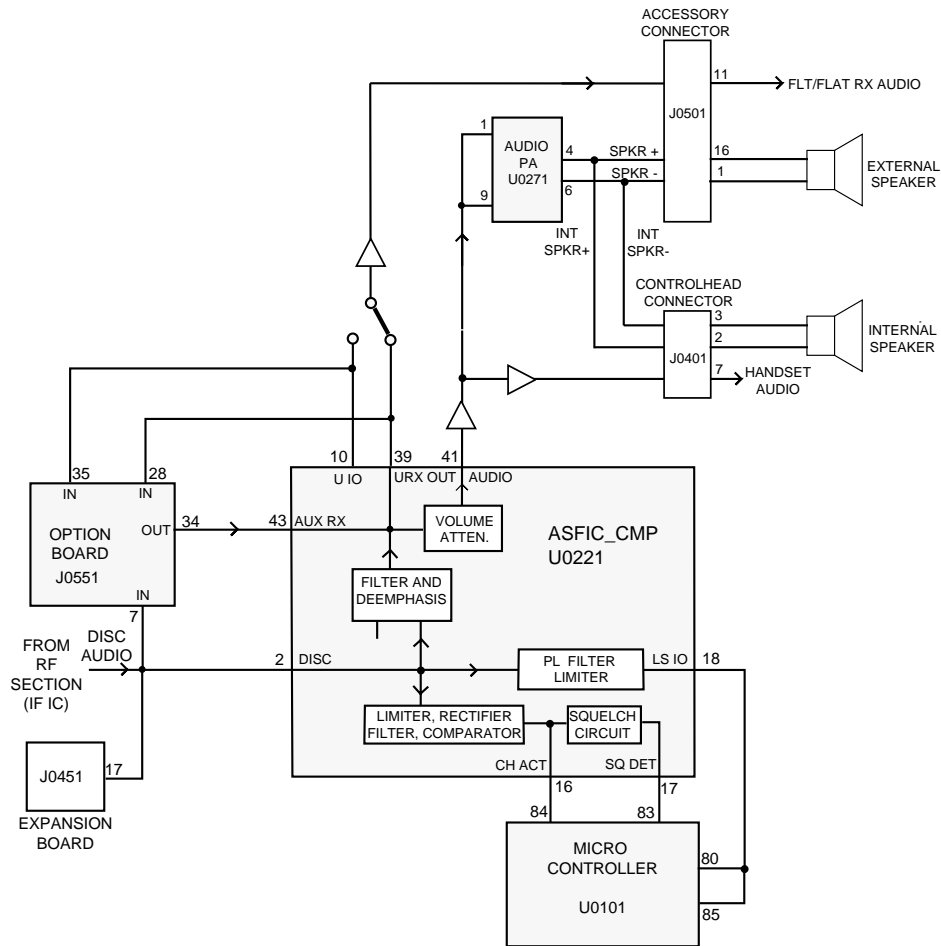 ACCESSORY
CONNECTOR
11
FLT/FLAT RX AUDIO
J0501
1
AUDIO
PA
U0271
4
SPKR +
16
SPKR -
6
1
EXTERNAL
SPEAKER
9
INT
SPKR+
INT
SPKR-
CONTROLHEAD
CONNECTOR
3
2
INTERNAL
SPEAKER
J0401
7
HANDSET
AUDIO
35
28
10
39
41
U IO
URX OUT
AUDIO
IN
IN
OUT
34
43
AUX RX
VOLUME
ATTEN.
ASFIC_CMP
U0221
OPTION
BOARD
J0551
IN
7
FILTER AND
DEEMPHASIS
FROM
RF
SECTION
(IF IC)
DISC
AUDIO
2
DISC
PL FILTER
LIMITER
LS IO
18
LIMITER, RECTIFIER
FILTER, COMPARATOR
SQUELCH
CIRCUIT
CH ACT
SQ DET
16
17
J0451
17
EXPANSION
BOARD
84
83
MICRO
CONTROLLER
U0101
80
85